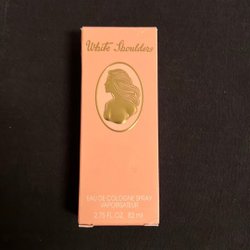 White Shoulders
EAU DE COLOGNE SPRAY
VAPORISATEUR
2.75 FL. OZ. 82 ml